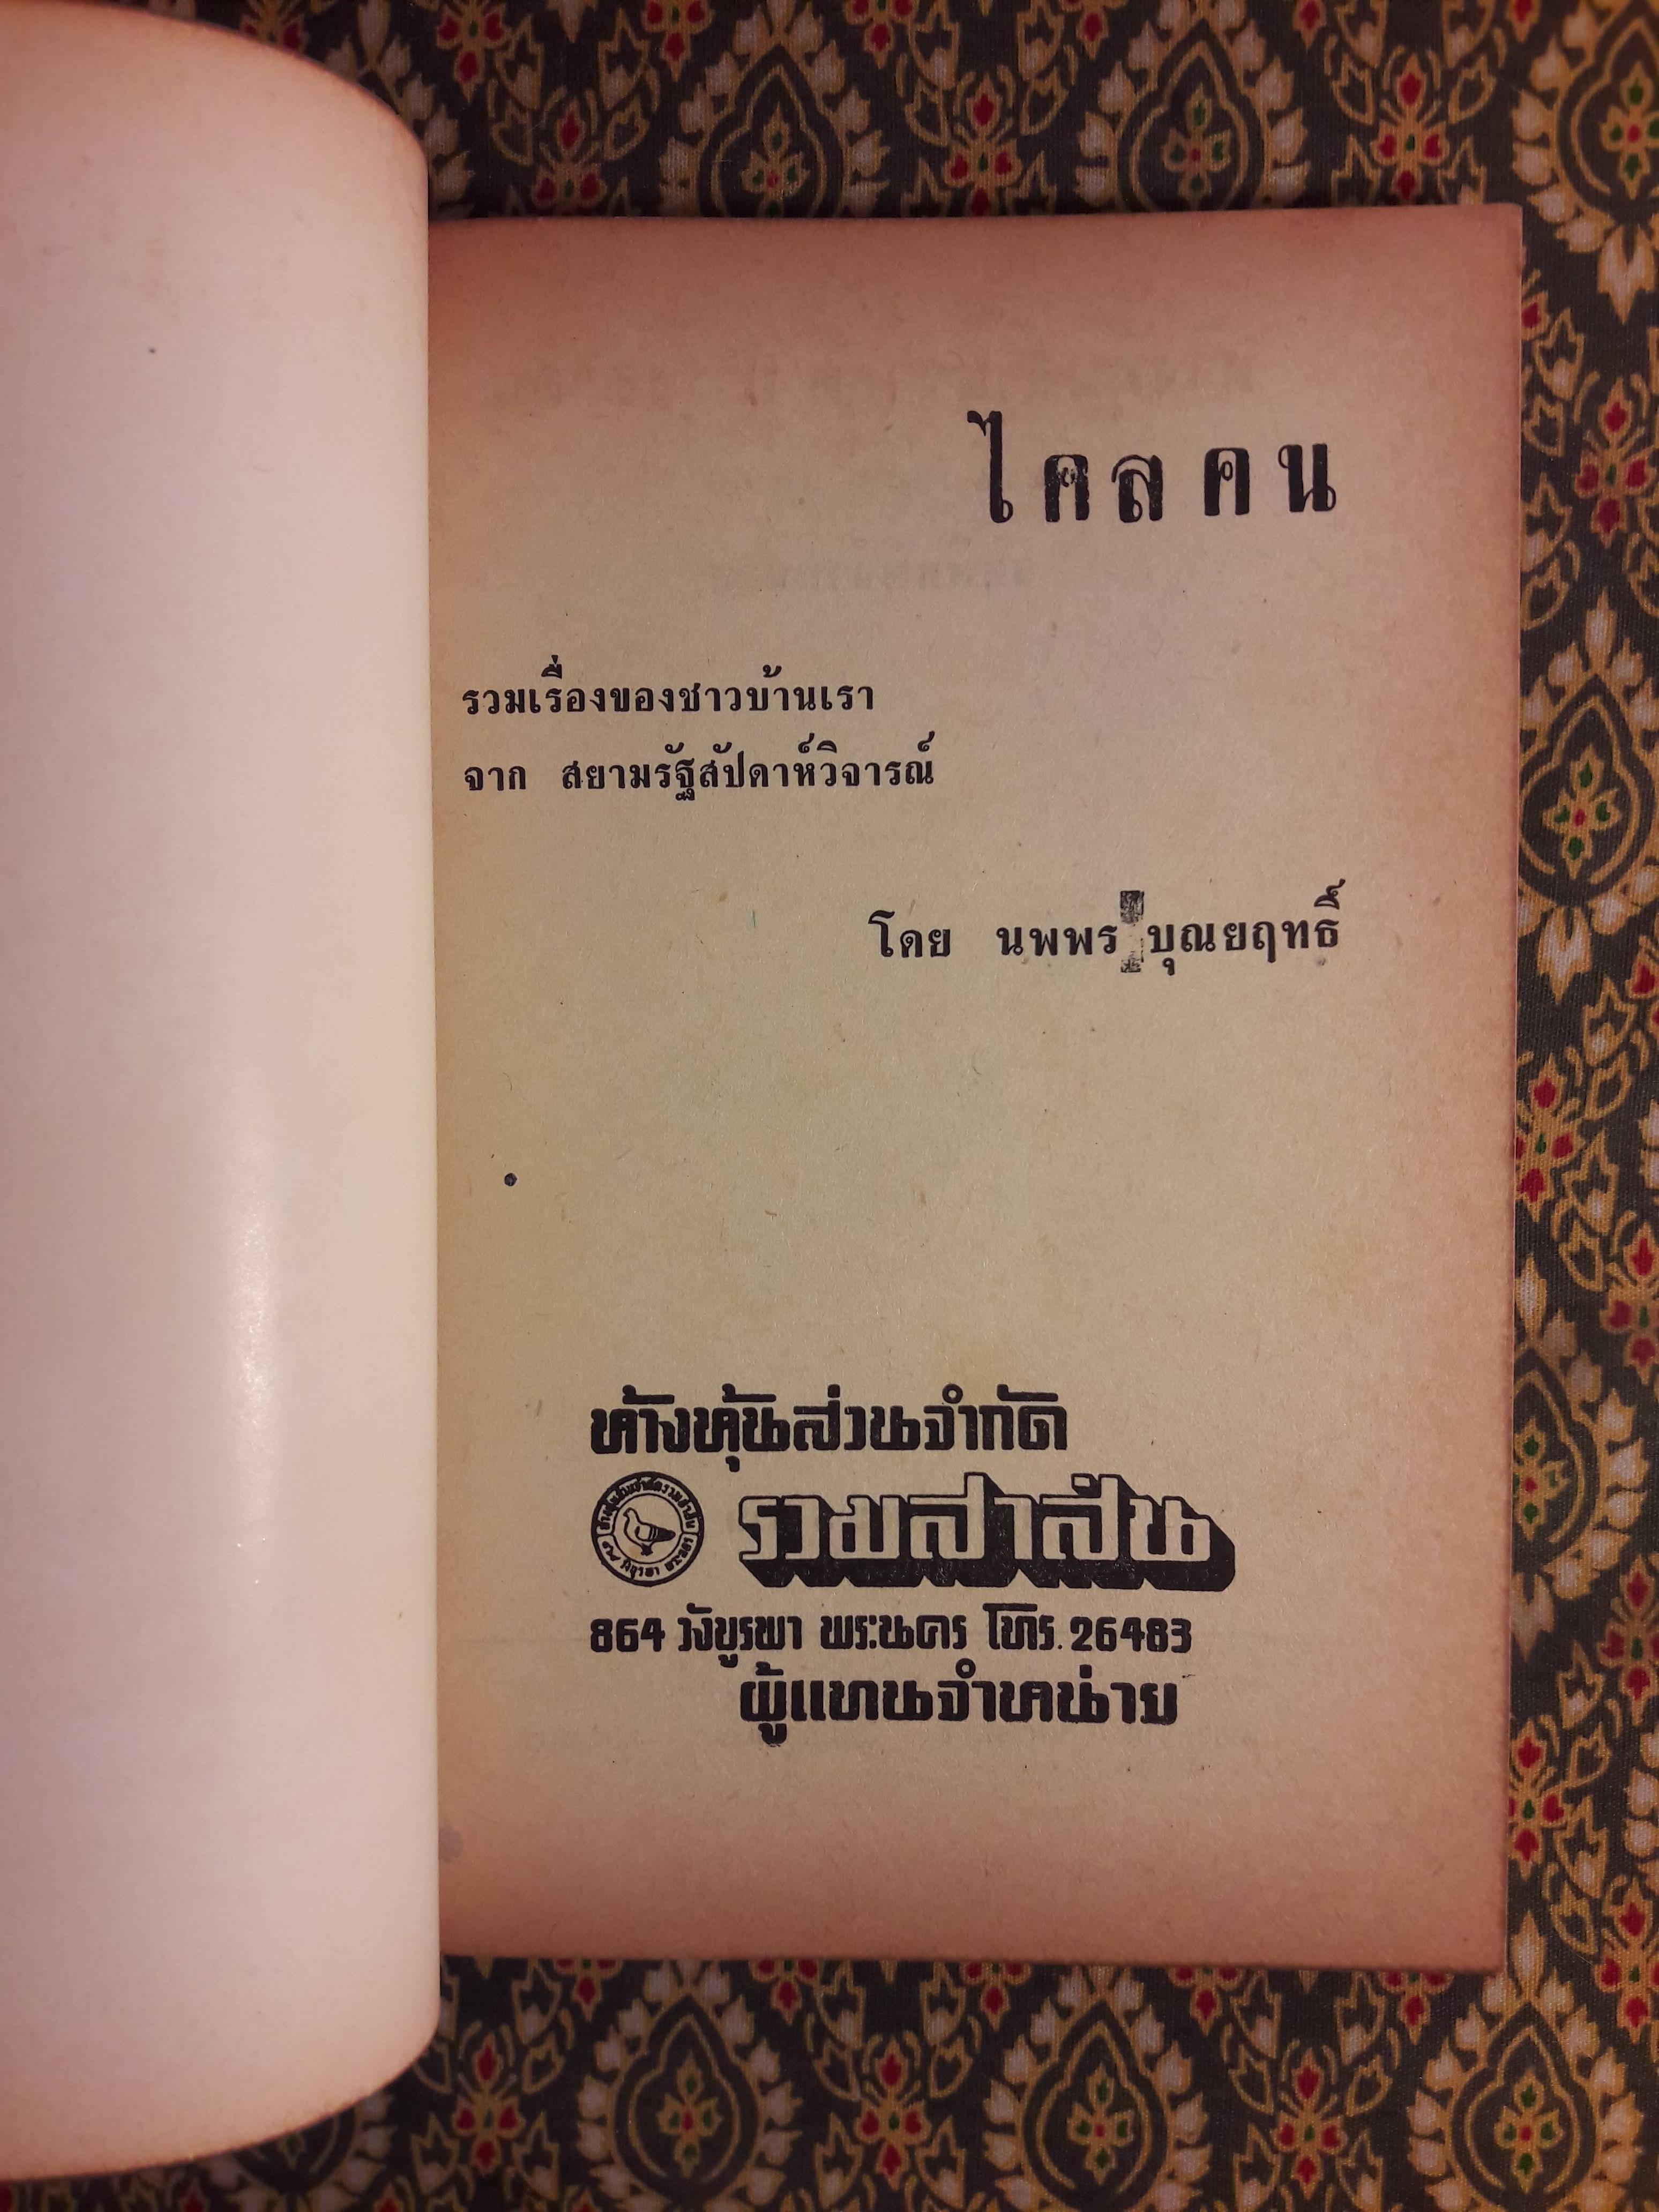 ไคลคน
รวมเรื่องของชาวบ้านเรา
จาก สยามรัฐสัปดาห์วิจารณ์
โดย นพพร บุณยฤทธิ์
ห้างหุ้นส่วนจำกัด
รวมสาส์น
864 วังบูรพา พระนคร โทร. 26483
ผู้แทนจำหน่าย